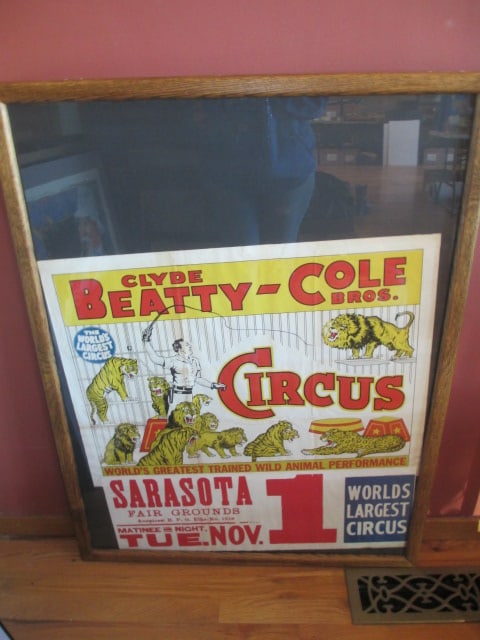 CLYDE
BEATTY-COLE
BROS.
THE
WORLD'S
LARGEST
CIRCUS
CIRCUS
WORLD'S GREATEST TRAINED WILD ANIMAL PERFORMANCE
SARASOTA
FAIR GROUNDS
MATINEE NIGHT
TUE. NOV. 1
WORLDS
LARGEST
CIRCUS